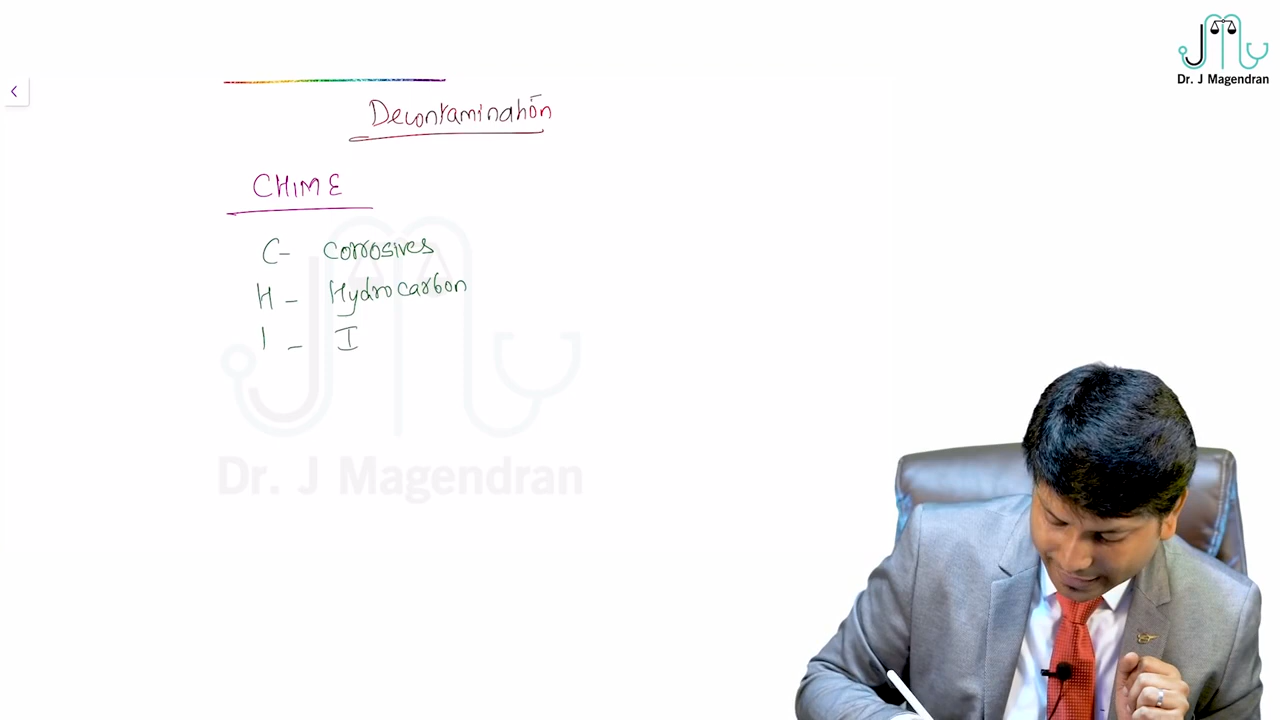 Dr. J Magendran
Decontamination
CHIME
C- Corrosives
H - Hydrocarbon
I - I
Dr. J Magendran